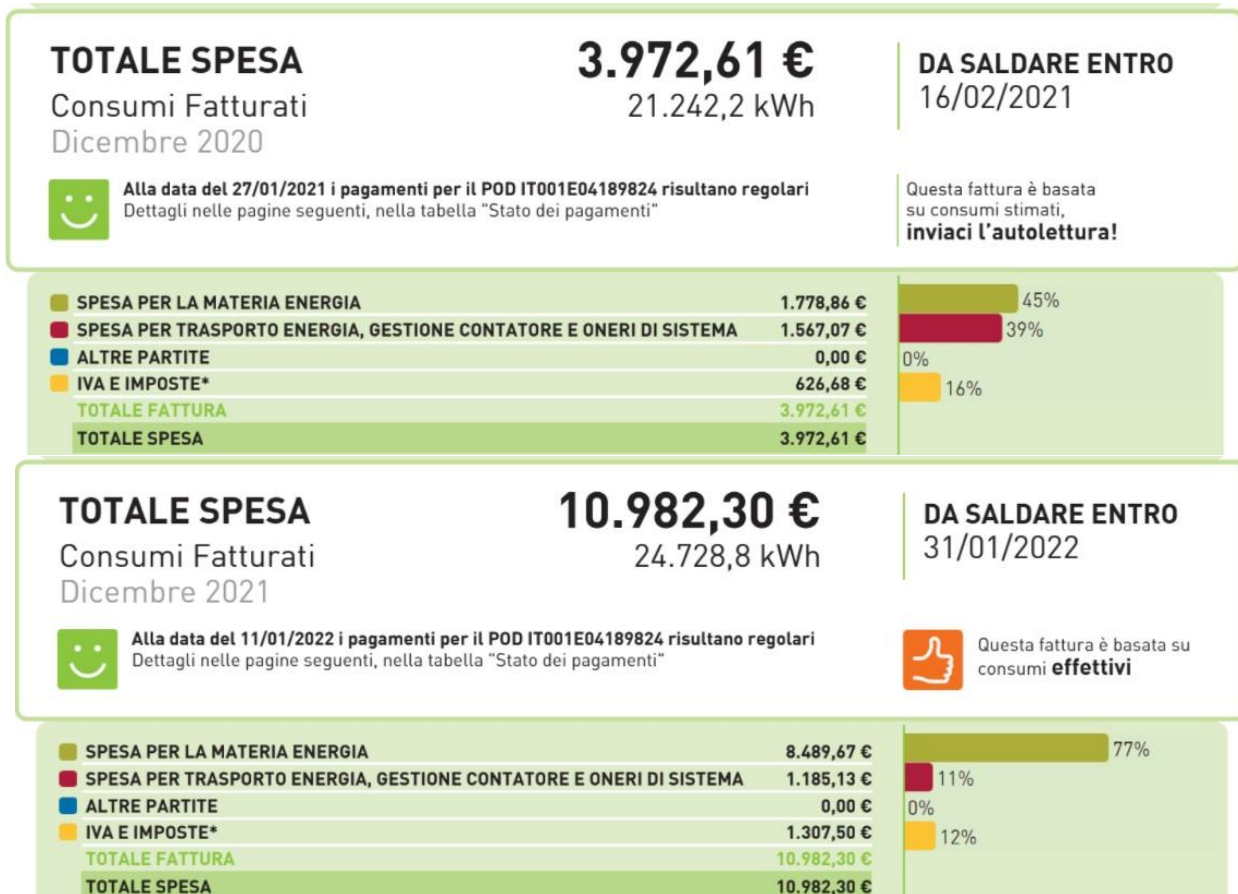 TOTALE SPESA 3.972,61 € DA SALDARE ENTRO
Consumi Fatturati 21.242,2 kWh 16/02/2021
Dicembre 2020
Alla data del 27/01/2021 i pagamenti per il POD IT001E04189824 risultano regolari
Dettagli nelle pagine seguenti, nella tabella "Stato dei pagamenti"
Questa fattura è basata
su consumi stimati,
inviaci l'autolettura!
SPESA PER LA MATERIA ENERGIA 1.778,86 € 45%
SPESA PER TRASPORTO ENERGIA, GESTIONE CONTATORE E ONERI DI SISTEMA 1.567,07 € 39%
ALTRE PARTITE 0,00 € 0%
IVA E IMPOSTE* 626,68 € 16%
TOTALE FATTURA 3.972,61 €
TOTALE SPESA 3.972,61 €
TOTALE SPESA 10.982,30 € DA SALDARE ENTRO
Consumi Fatturati 24.728,8 kWh 31/01/2022
Dicembre 2021
Alla data del 11/01/2022 i pagamenti per il POD IT001E04189824 risultano regolari
Dettagli nelle pagine seguenti, nella tabella "Stato dei pagamenti"
Questa fattura è basata su
consumi effettivi
SPESA PER LA MATERIA ENERGIA 8.489,67 € 77%
SPESA PER TRASPORTO ENERGIA, GESTIONE CONTATORE E ONERI DI SISTEMA 1.185,13 € 11%
ALTRE PARTITE 0,00 € 0%
IVA E IMPOSTE* 1.307,50 € 12%
TOTALE FATTURA 10.982,30 €
TOTALE SPESA 10.982,30 €